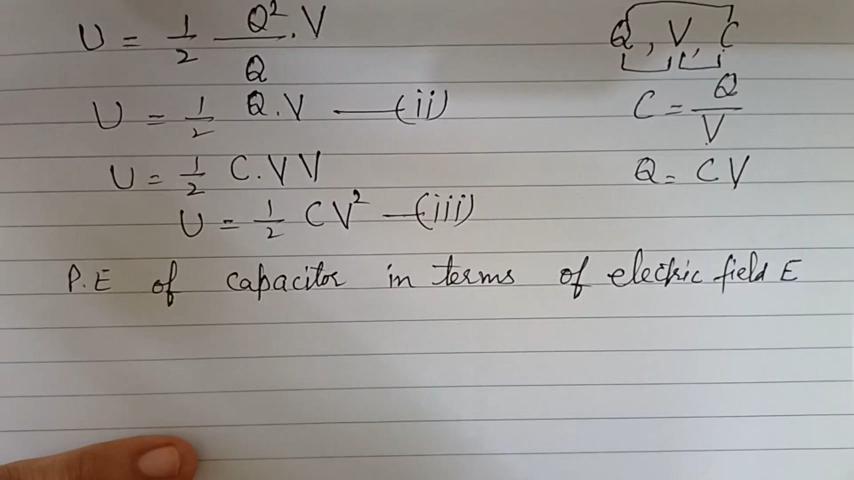 U = 1/2 Q²/Q . V
U = 1/2 Q.V —(ii)
U = 1/2 C.VV
U = 1/2 CV² —(iii)
Q, V, C
C = Q/V
Q = CV
P.E of capacitor in terms of electric field E